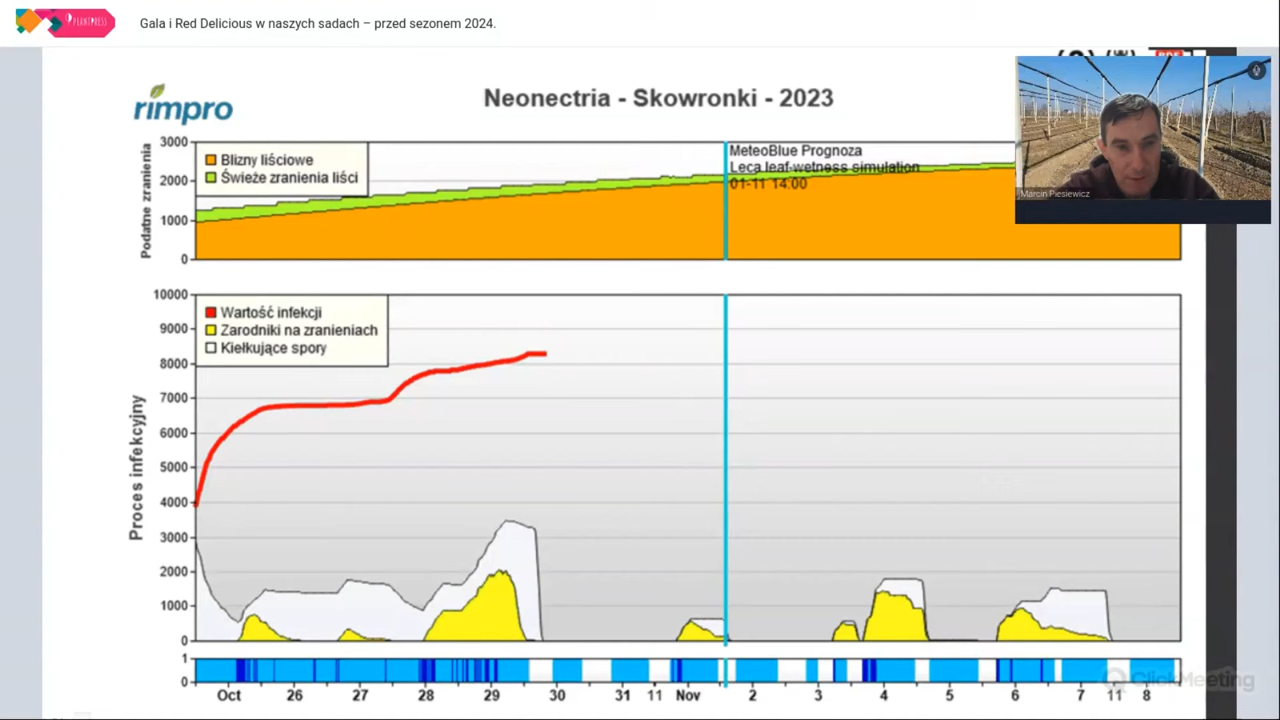 PLANTPRESS
Gala i Red Delicious w naszych sadach – przed sezonem 2024.
rimpro
Neonectria - Skowronki - 2023
Podatne zranienia
3000
2000
1000
0
Blizny liściowe
Świeże zranienia liści
MeteoBlue Prognoza
Leca leaf-wetness simulation
01-11 14:00
Marcin Piesiewicz
Proces infekcyjny
10000
9000
8000
7000
6000
5000
4000
3000
2000
1000
0
Wartość infekcji
Zarodniki na zranieniach
Kiełkujące spory
1
0
Oct 26 27 28 29 30 31 11 Nov 2 3 4 5 6 7 11 8
ClickMeeting